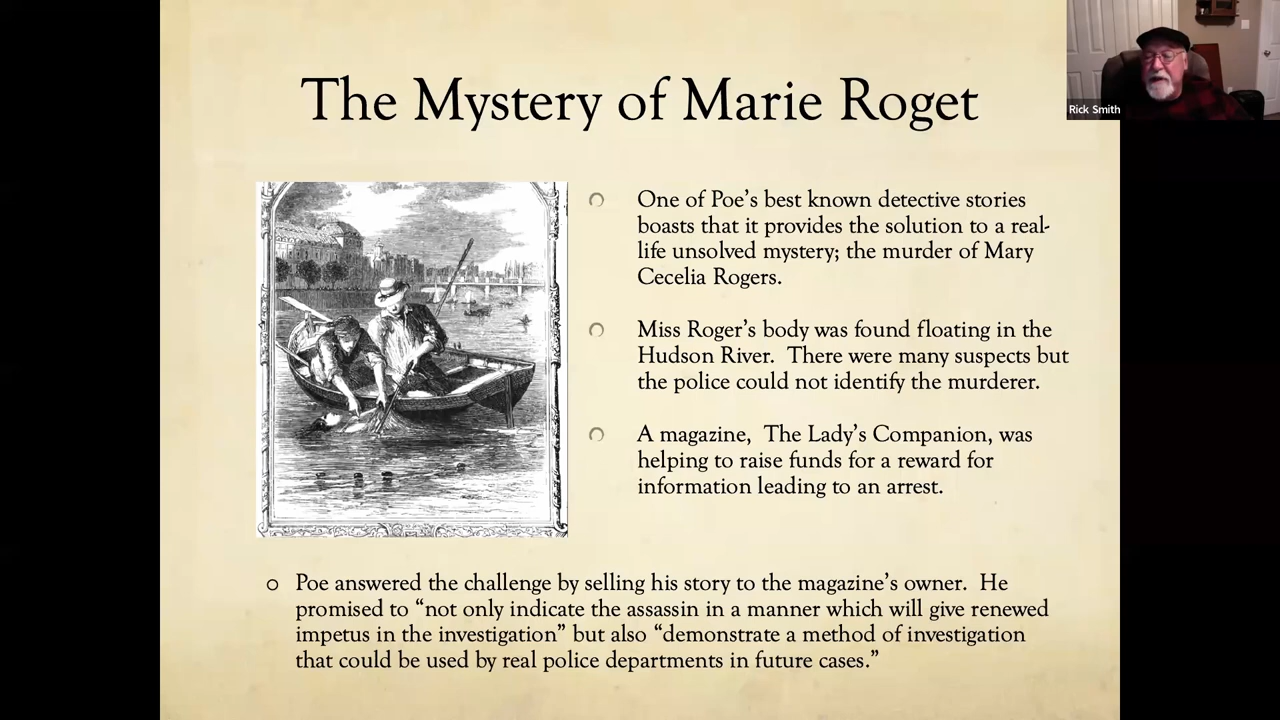 The Mystery of Marie Roget
Rick Smith
One of Poe's best known detective stories
boasts that it provides the solution to a real-
life unsolved mystery; the murder of Mary
Cecelia Rogers.
Miss Roger's body was found floating in the
Hudson River.  There were many suspects but
the police could not identify the murderer.
A magazine,  The Lady's Companion, was
helping to raise funds for a reward for
information leading to an arrest.
Poe answered the challenge by selling his story to the magazine's owner.  He
promised to “not only indicate the assassin in a manner which will give renewed
impetus in the investigation” but also “demonstrate a method of investigation
that could be used by real police departments in future cases.”